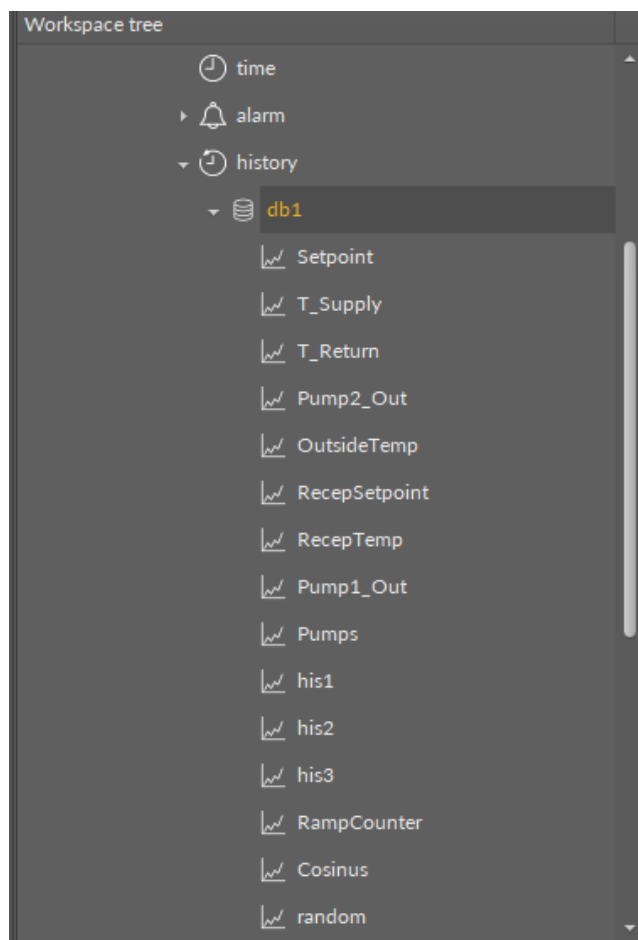 Workspace tree
time
alarm
history
db1
Setpoint
T_Supply
T_Return
Pump2_Out
OutsideTemp
RecepSetpoint
RecepTemp
Pump1_Out
Pumps
his1
his2
his3
RampCounter
Cosinus
random